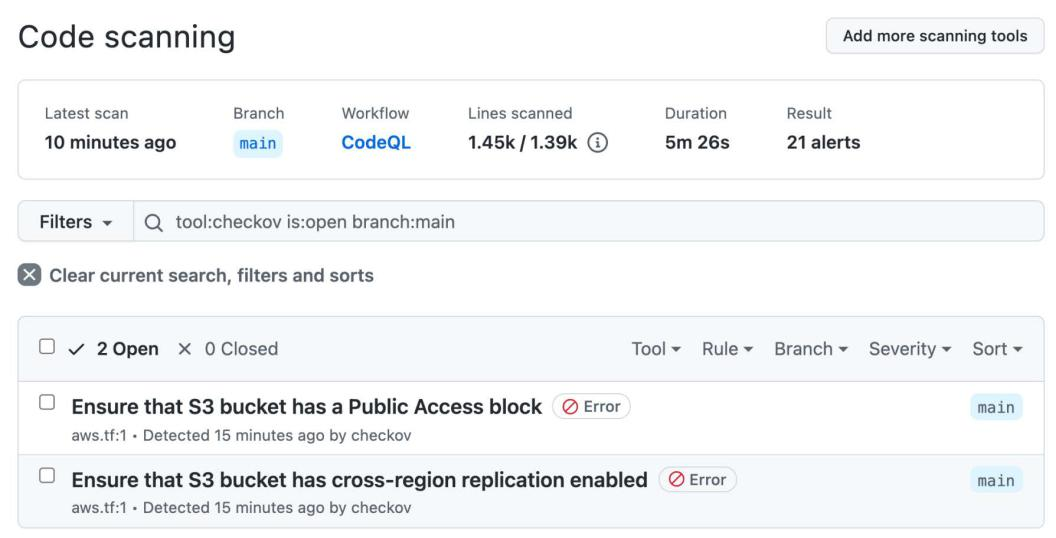 Code scanning
Add more scanning tools
Latest scan Branch Workflow Lines scanned Duration Result
10 minutes ago main CodeQL 1.45k / 1.39k 5m 26s 21 alerts
Filters tool:checkov is:open branch:main
Clear current search, filters and sorts
2 Open 0 Closed Tool Rule Branch Severity Sort
Ensure that S3 bucket has a Public Access block Error main
aws.tf:1 • Detected 15 minutes ago by checkov
Ensure that S3 bucket has cross-region replication enabled Error main
aws.tf:1 • Detected 15 minutes ago by checkov